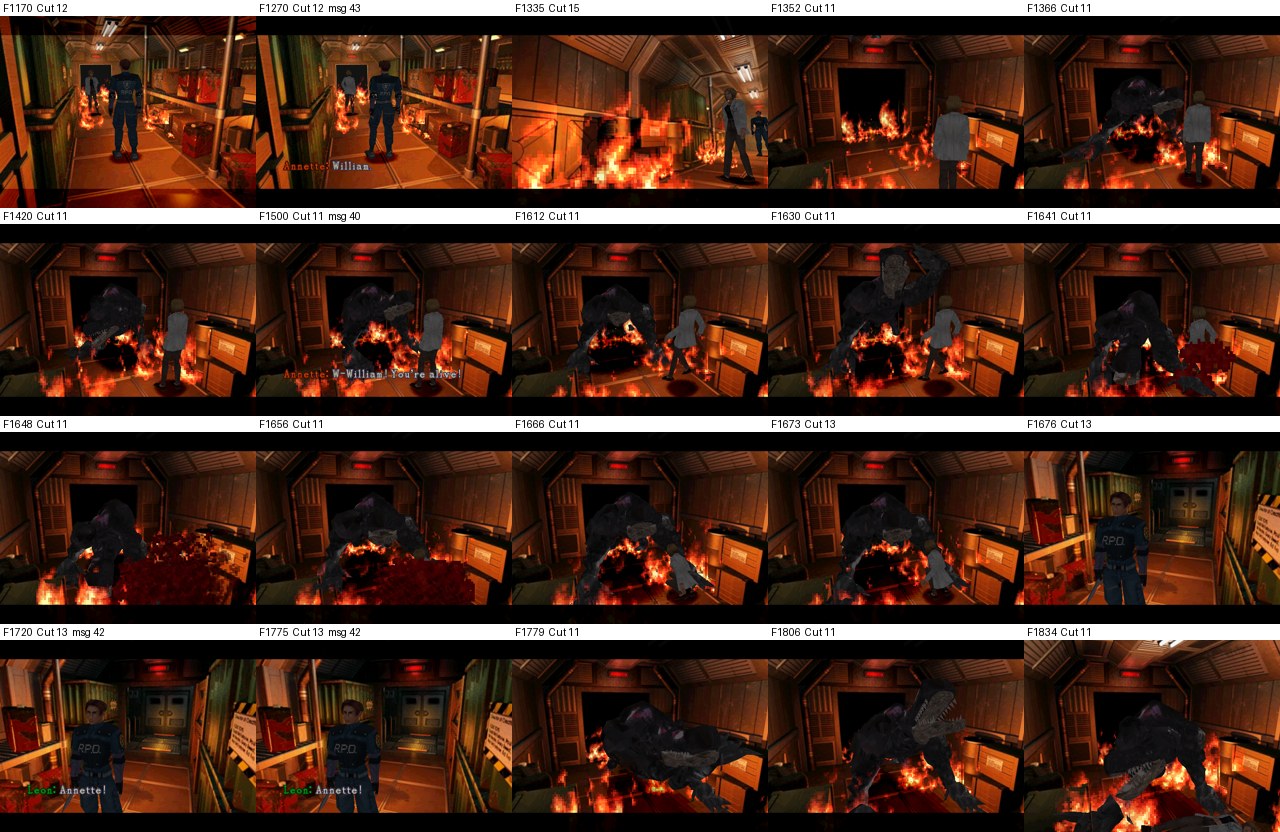 F1170 Cut 12
F1270 Cut 12 msg 43
F1335 Cut 15
F1352 Cut 11
F1366 Cut 11
Annette: Willian
F1420 Cut 11
F1500 Cut 11 msg 40
F1612 Cut 11
F1630 Cut 11
F1641 Cut 11
Annette: W-Willian! You're alive!
F1648 Cut 11
F1656 Cut 11
F1666 Cut 11
F1673 Cut 13
F1676 Cut 13
R.P.D.
F1720 Cut 13 msg 42
F1775 Cut 13 msg 42
F1779 Cut 11
F1806 Cut 11
F1834 Cut 11
R.P.D.
R.P.D.
Leon: Annette!
Leon: Annette!